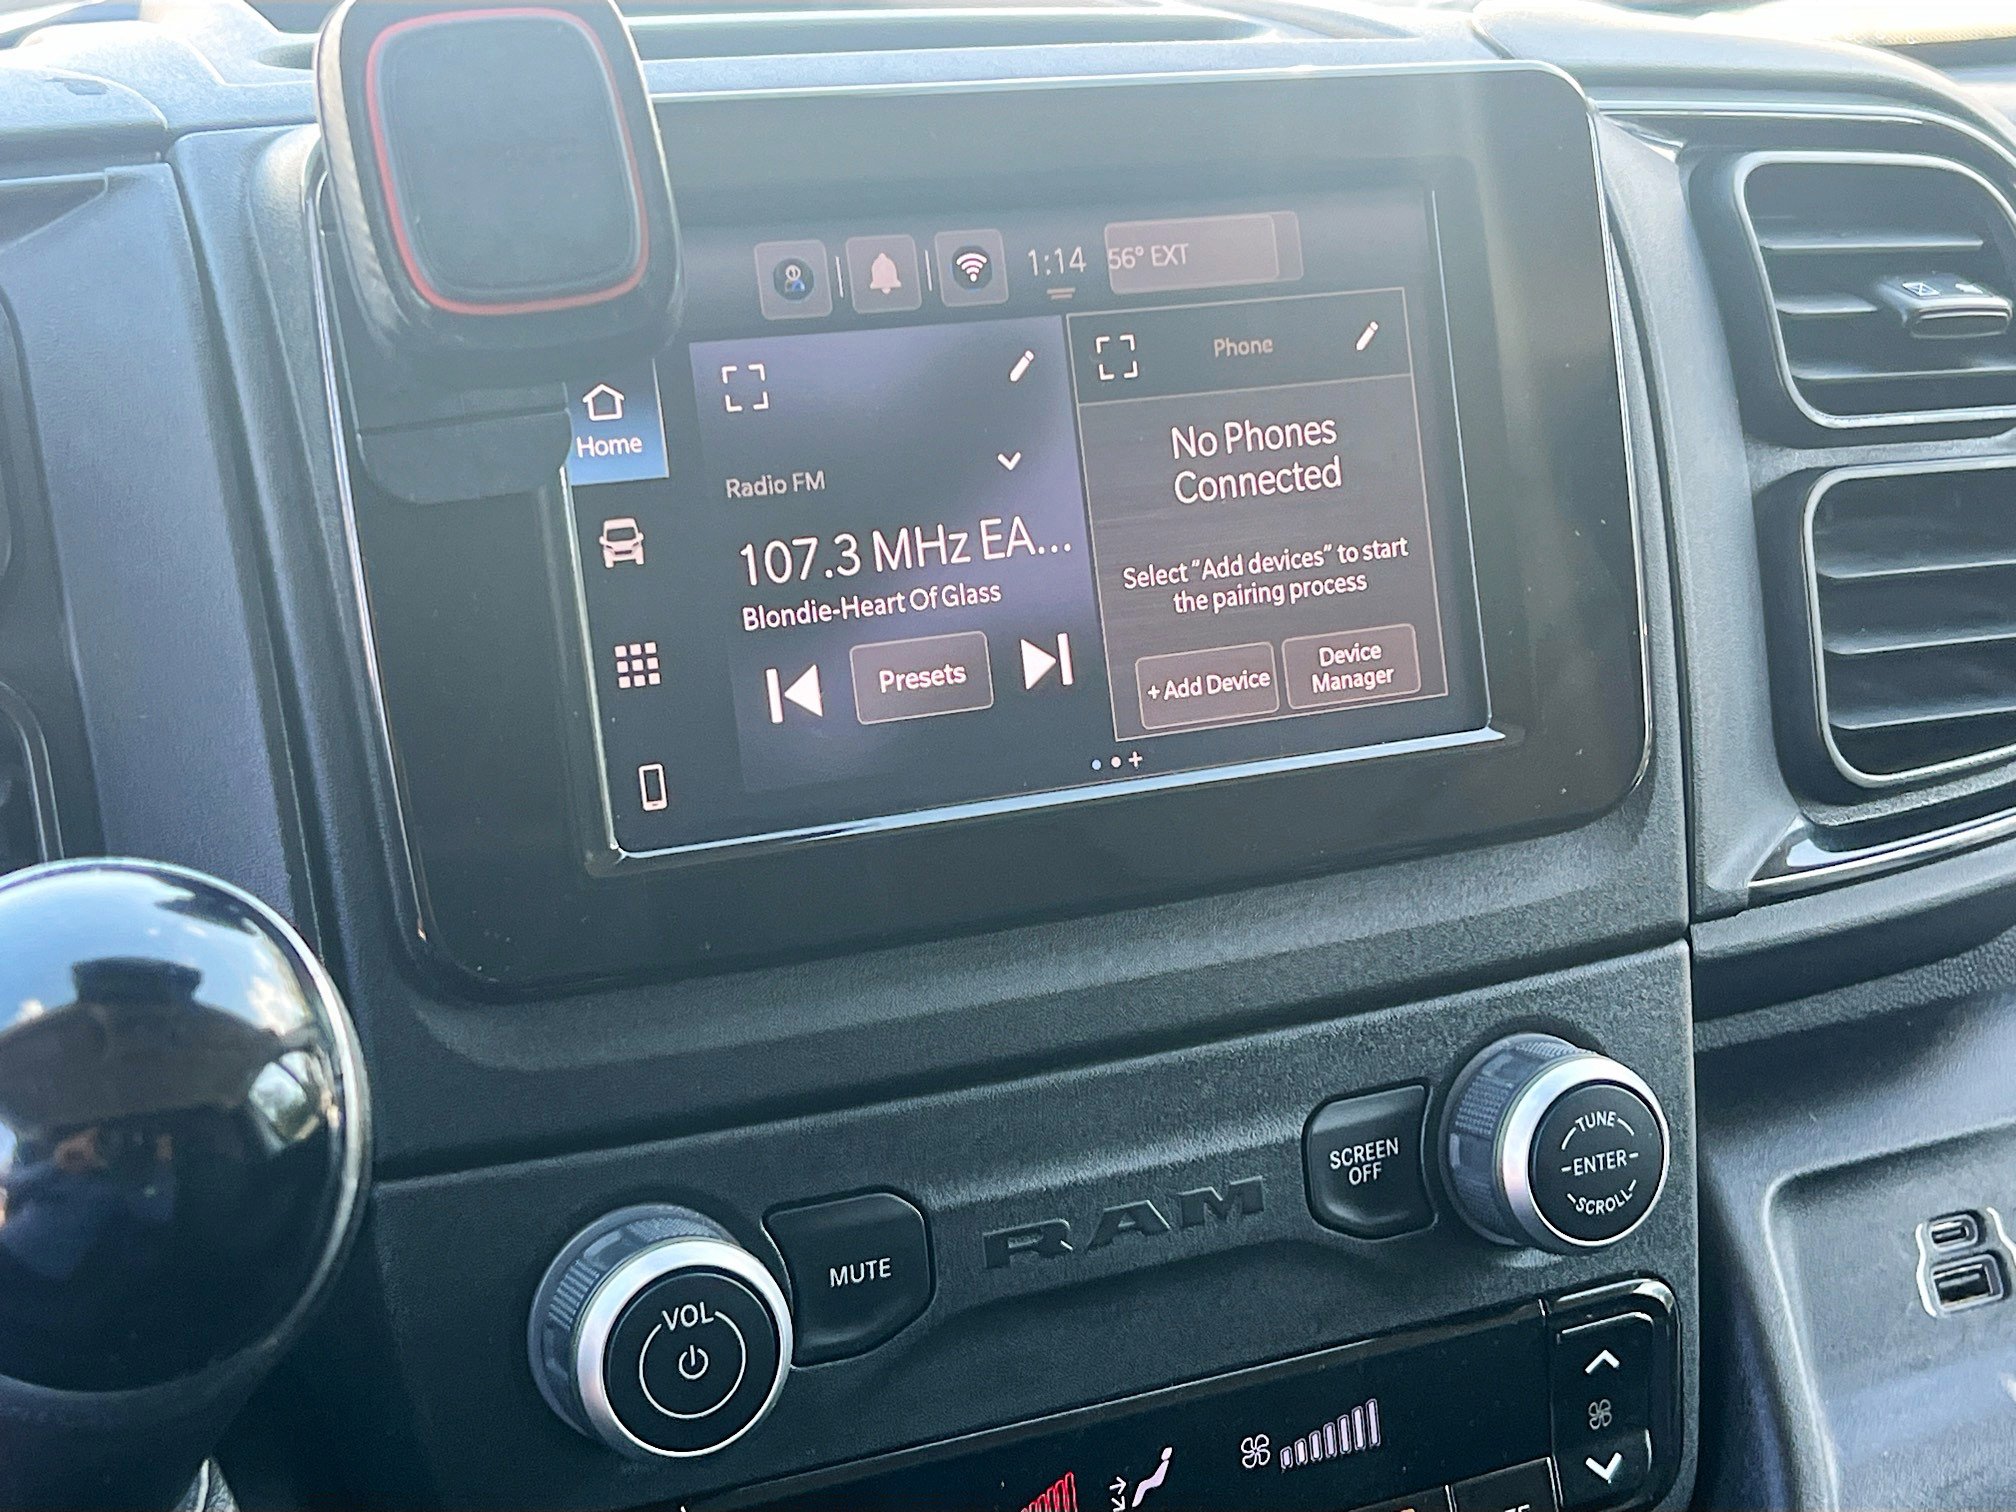 1:14
56° EXT
Home
Phone
Radio FM
107.3 MHz EA...
Blondie-Heart Of Glass
Presets
No Phones
Connected
Select "Add devices" to start
the pairing process
+ Add Device
Device
Manager
VOL
MUTE
RAM
SCREEN
OFF
TUNE
-ENTER-
SCROLL